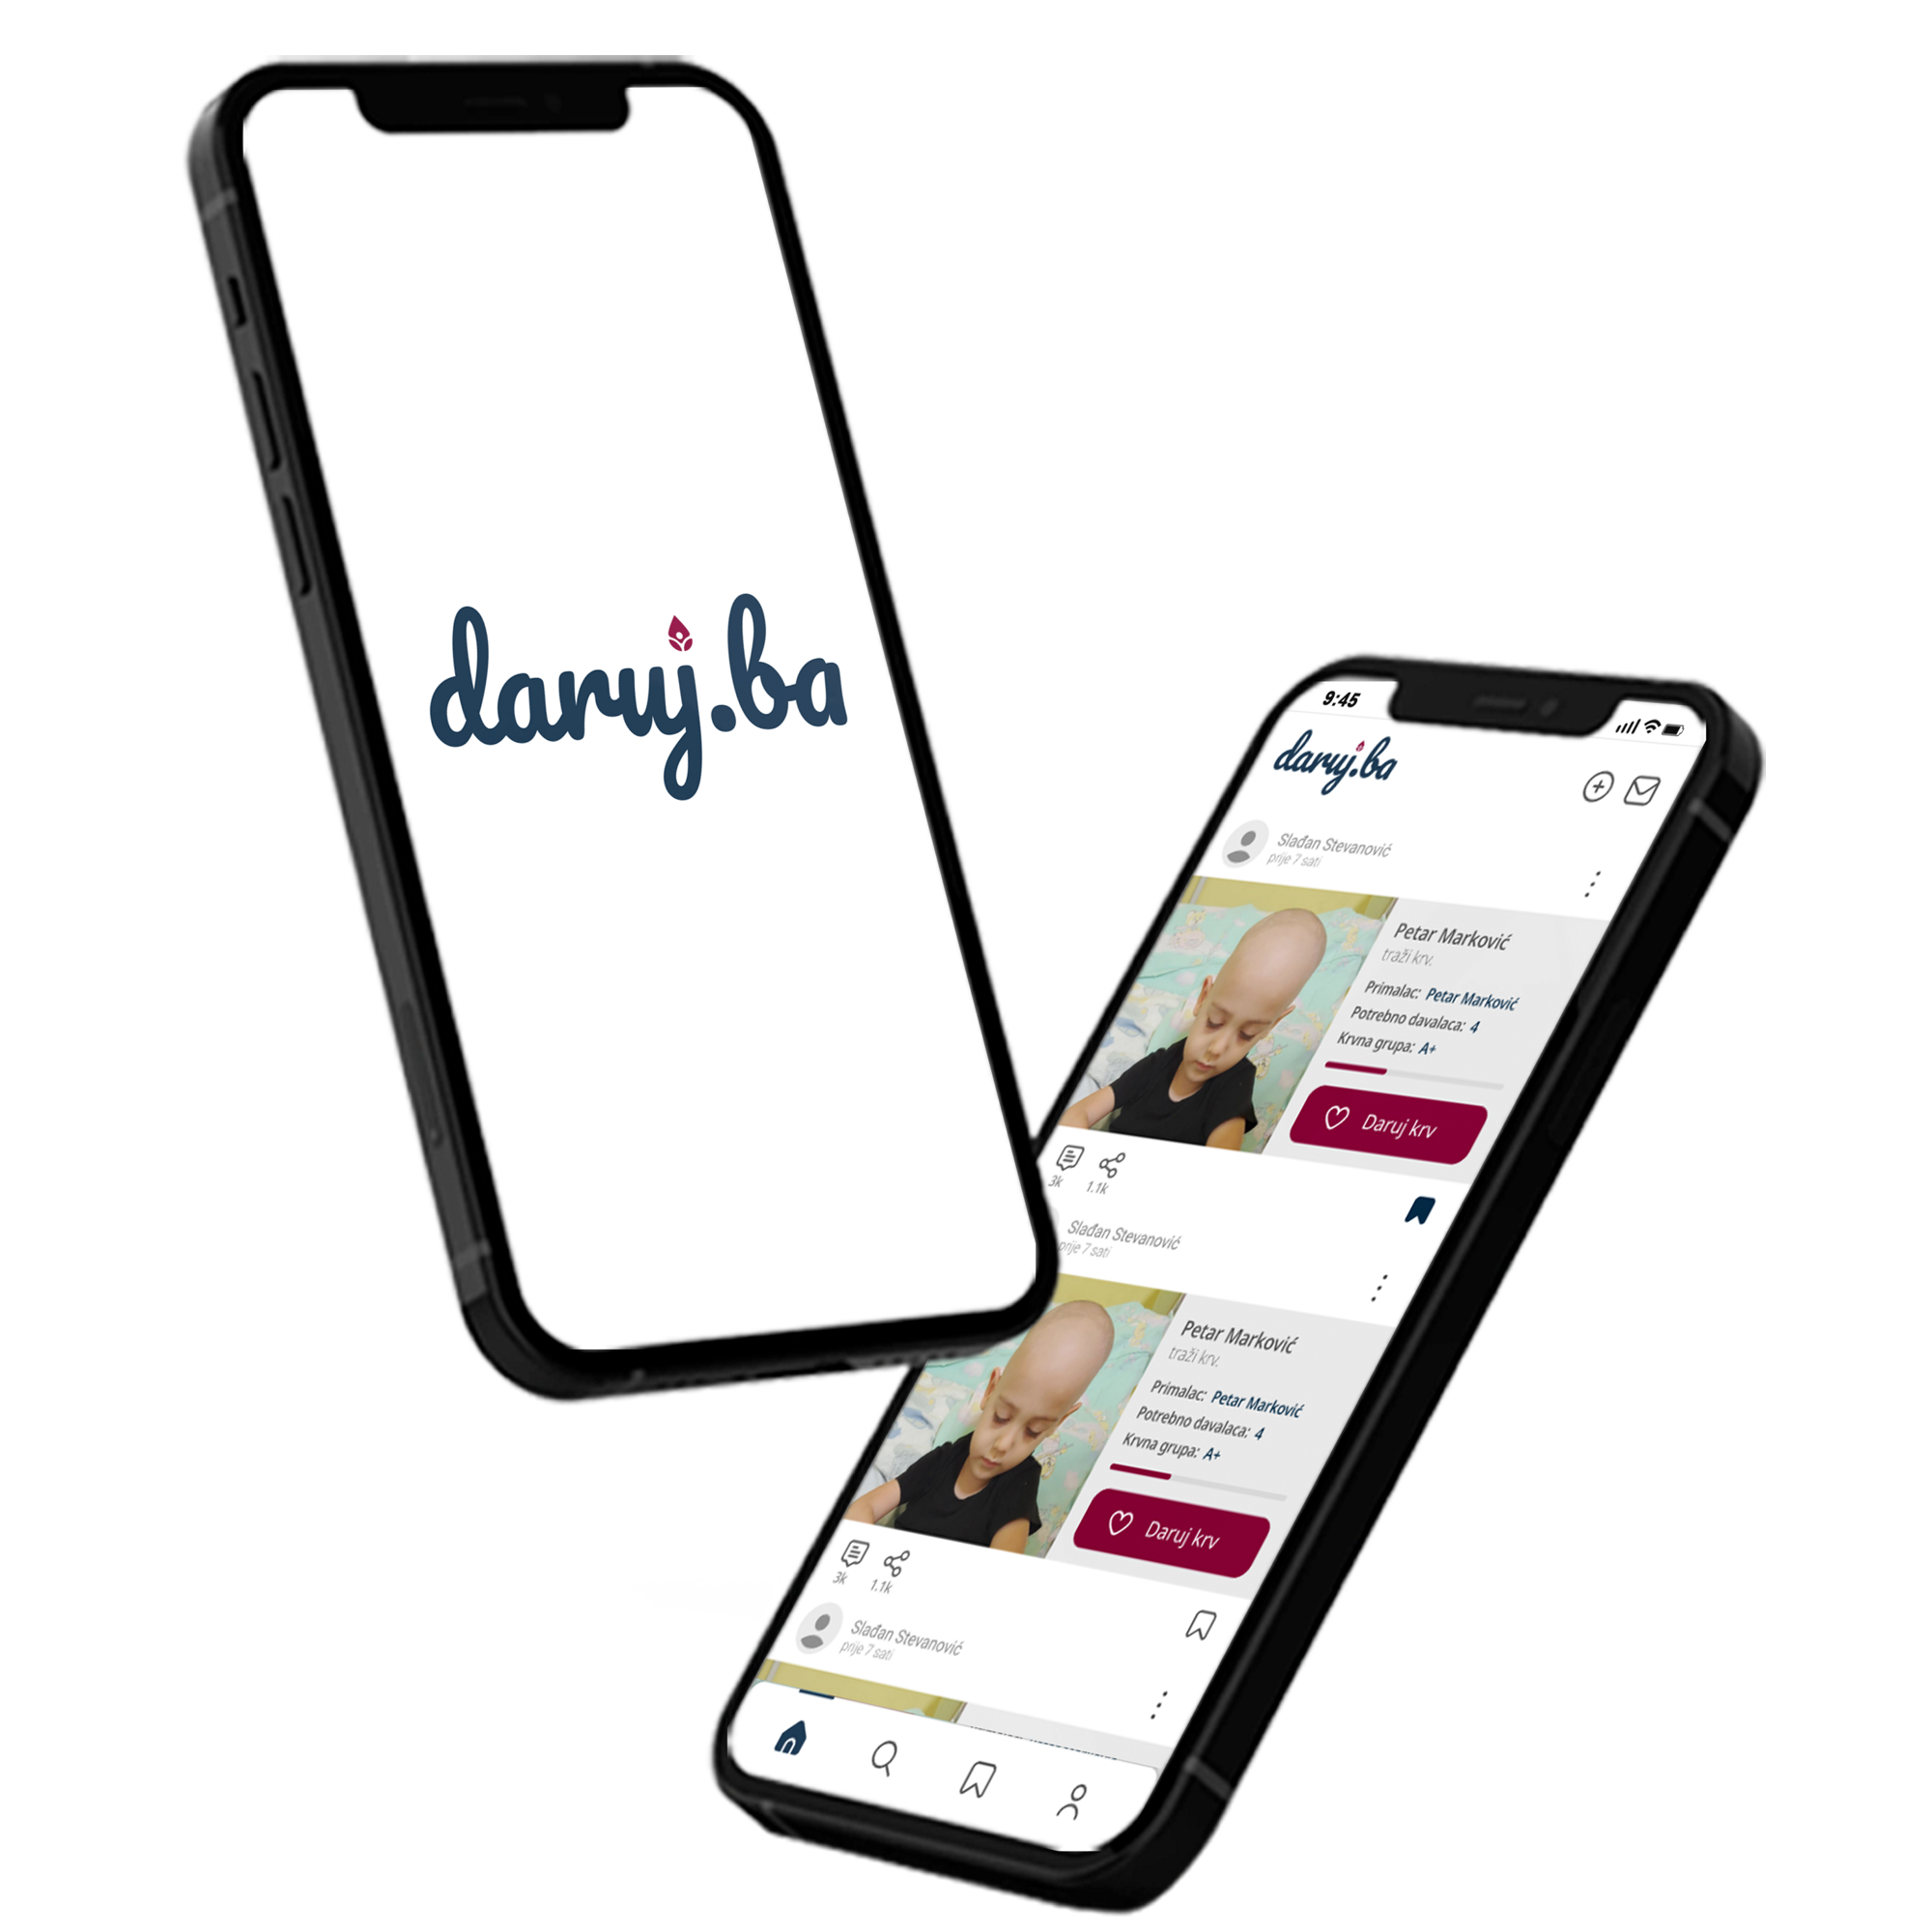 daruj.ba
9:45
daruj.ba
Slađan Stevanović
prije 7 sati
Petar Marković
traži krv.
Primalac: Petar Marković
Potrebno davalaca: 4
Krvna grupa: A+
Daruj krv
3k 1.1k
Slađan Stevanović
prije 7 sati
Petar Marković
traži krv.
Primalac: Petar Marković
Potrebno davalaca: 4
Krvna grupa: A+
Daruj krv
3k 1.1k
Slađan Stevanović
prije 7 sati